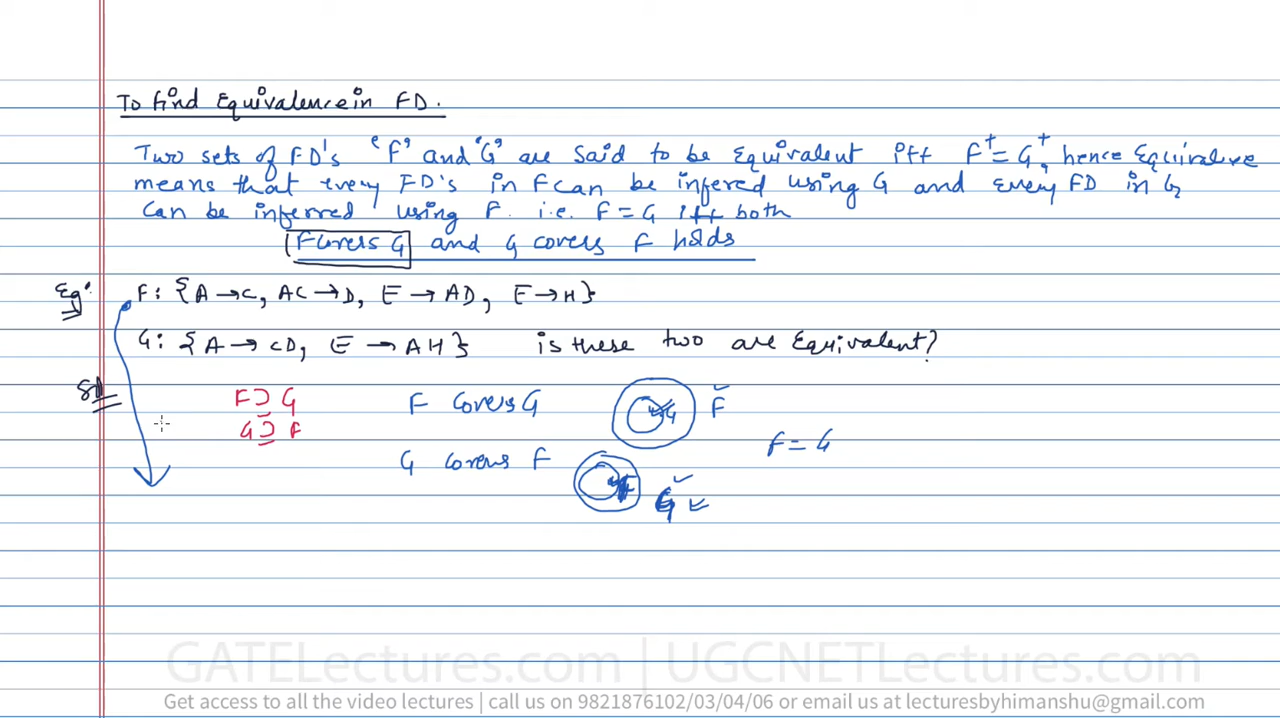 To find Equivalence in FD.
Two sets of FD's 'F' and 'G' are said to be Equivalent iff F⁺ = G⁺, hence Equivalence
means that every FD's in F can be infered using G and every FD in G
can be inferred using F. i.e. F = G iff both
F Covers G and G covers F holds
Eg: F: {A → C, AC → D, E → AD, E → H}
G: {A → CD, E → AH} is these two are Equivalent?
Sol
F ⊇ G F Covers G G F
G ⊇ F F = G
G Covers F F G
GATELectures.com | UGCNETLectures.com
Get access to all the video lectures | call us on 9821876102/03/04/06 or email us at lecturesbyhimanshu@gmail.com